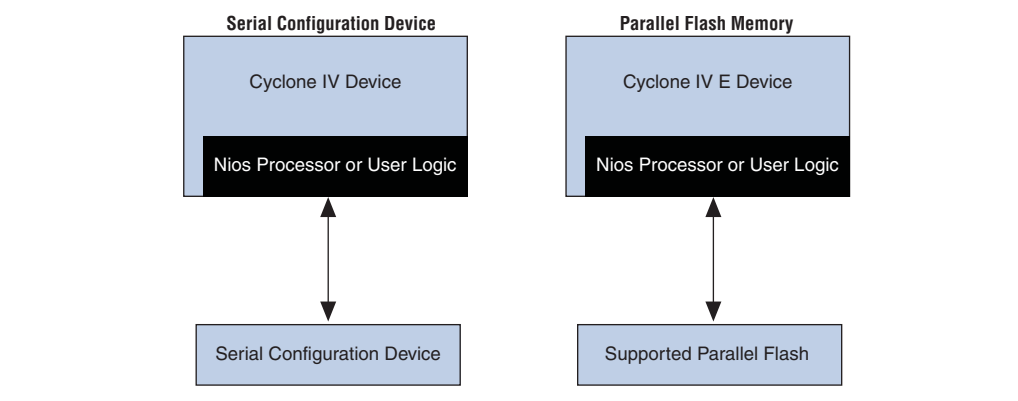 Serial Configuration Device
Parallel Flash Memory
Cyclone IV Device
Cyclone IV E Device
Nios Processor or User Logic
Nios Processor or User Logic
Serial Configuration Device
Supported Parallel Flash